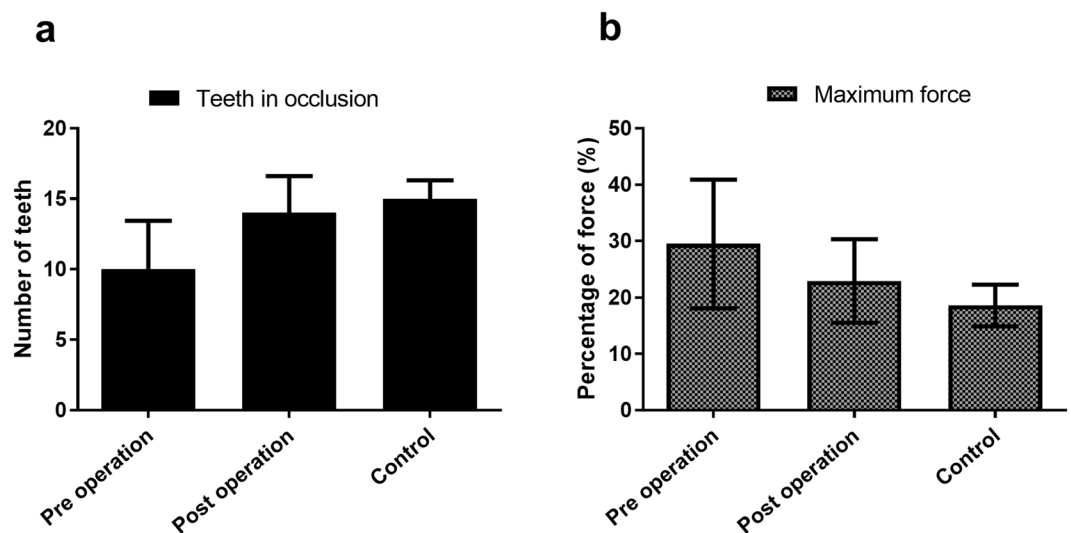 a
Teeth in occlusion
Number of teeth
20
15
10
5
0
Pre operation
Post operation
Control
b
Maximum force
Percentage of force (%)
50
40
30
20
10
0
Pre operation
Post operation
Control